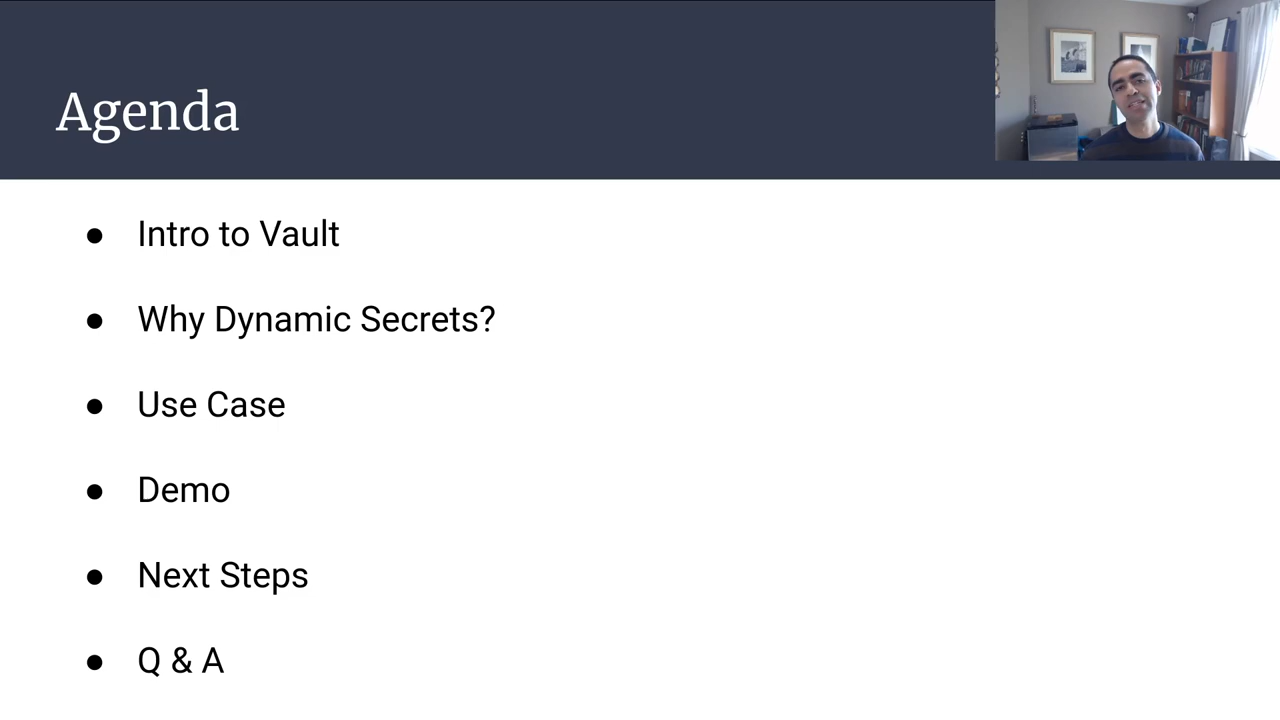 Agenda
● Intro to Vault
● Why Dynamic Secrets?
● Use Case
● Demo
● Next Steps
● Q & A